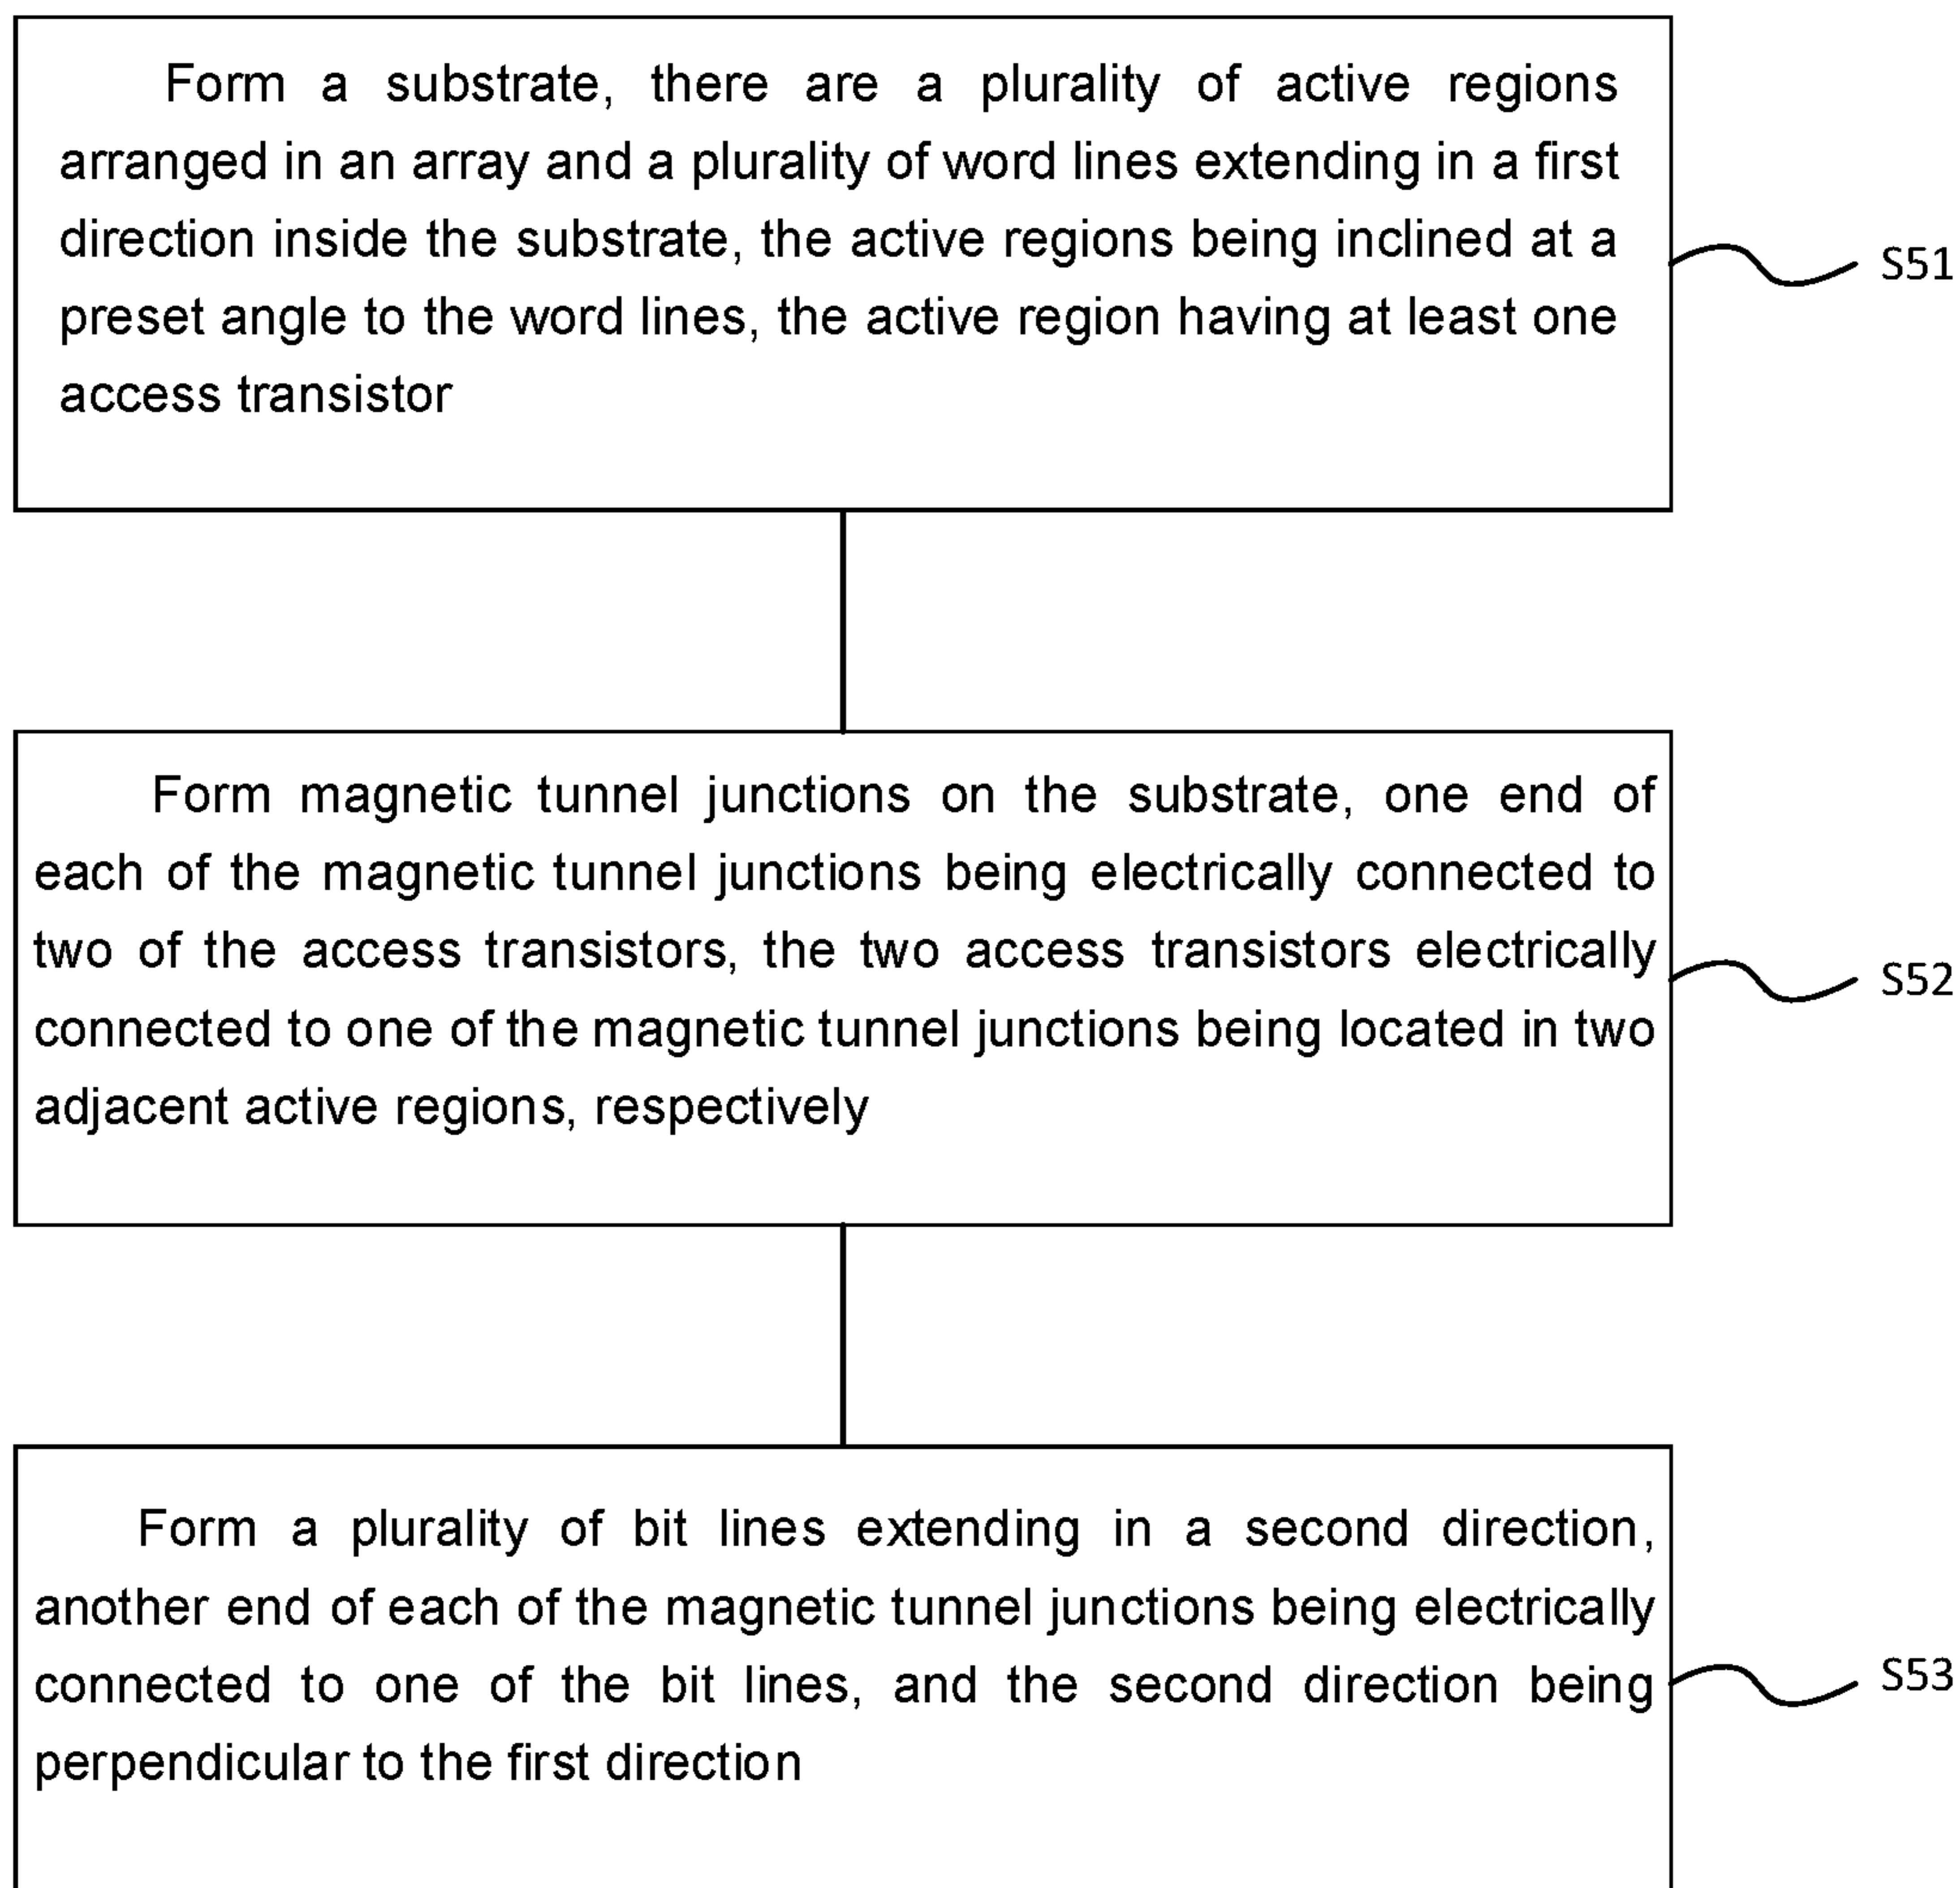 Form a substrate, there are a plurality of active regions
arranged in an array and a plurality of word lines extending in a first
direction inside the substrate, the active regions being inclined at a
preset angle to the word lines, the active region having at least one
access transistor
S51
Form magnetic tunnel junctions on the substrate, one end of
each of the magnetic tunnel junctions being electrically connected to
two of the access transistors, the two access transistors electrically
connected to one of the magnetic tunnel junctions being located in two
adjacent active regions, respectively
S52
Form a plurality of bit lines extending in a second direction,
another end of each of the magnetic tunnel junctions being electrically
connected to one of the bit lines, and the second direction being
perpendicular to the first direction
S53